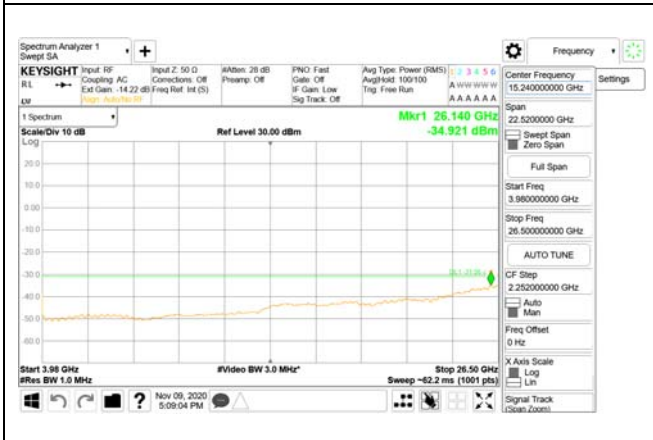 Spectrum Analyzer 1
Swept SA
+
Frequency
KEYSIGHT
Input: RF
Coupling: AC
Ext Gain: -14.22 dB
Align: Auto/No RF
Input Z: 50 Ω
Corrections: Off
Freq Ref: Int (S)
#Atten: 28 dB
Preamp: Off
PNO: Fast
Gate: Off
IF Gain: Low
Sig Track: Off
Avg Type: Power (RMS)
Avg|Hold: 100/100
Trig: Free Run
1 2 3 4 5 6
A W W W W W
A A A A A A
RL
1 Spectrum
Mkr1 26.140 GHz
Scale/Div 10 dB
Ref Level 30.00 dBm
-34.921 dBm
Log
20.0
10.0
0.00
-10.0
-20.0
-30.0
-40.0
-50.0
-60.0
Start 3.98 GHz
#Video BW 3.0 MHz*
Stop 26.50 GHz
#Res BW 1.0 MHz
Sweep ~62.2 ms (1001 pts)
Nov 09, 2020
5:09:04 PM
?
Center Frequency
15.240000000 GHz
Settings
Span
22.5200000 GHz
Swept Span
Zero Span
Full Span
Start Freq
3.980000000 GHz
Stop Freq
26.500000000 GHz
AUTO TUNE
CF Step
2.252000000 GHz
Auto
Man
Freq Offset
0 Hz
X Axis Scale
Log
Lin
Signal Track
(Span Zoom)